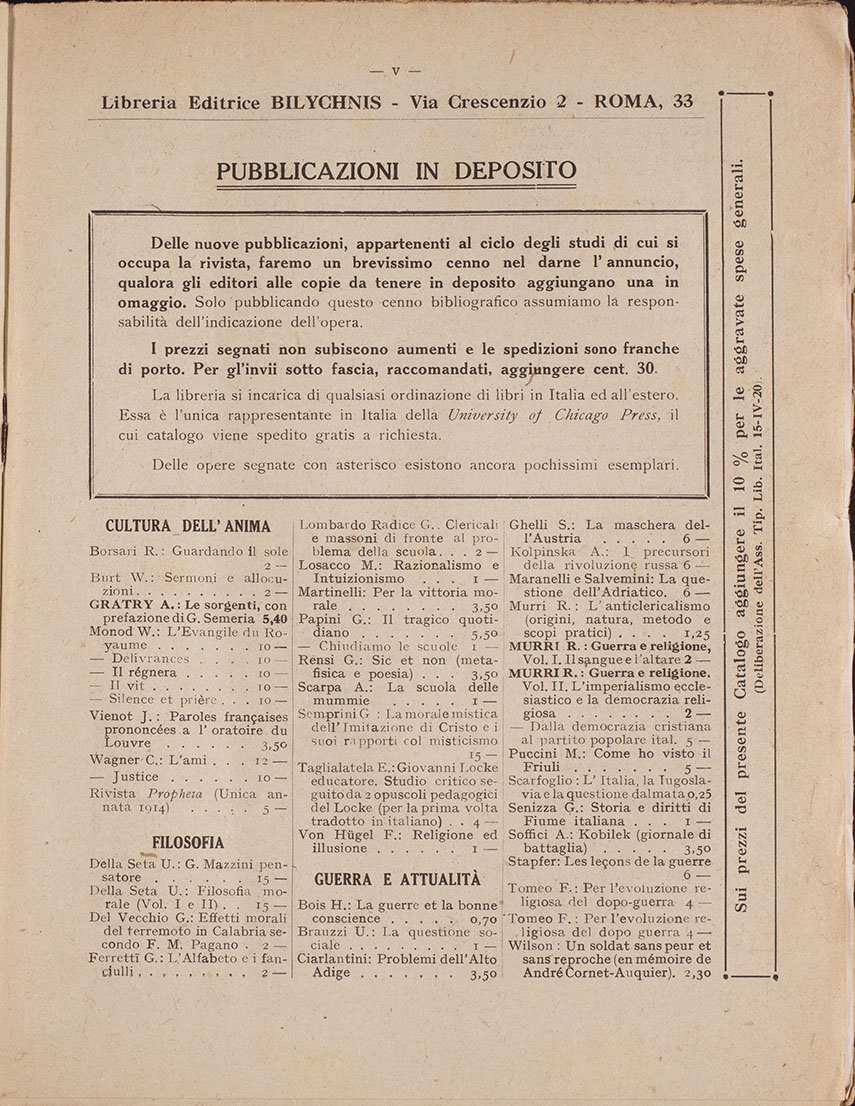 — V —
Libreria Editrice BILYCHNIS - Via Crescenzio 2 - ROMA, 33
PUBBLICAZIONI IN DEPOSITO
Delle nuove pubblicazioni, appartenenti al ciclo degli studi di cui si
occupa la rivista, faremo un brevissimo cenno nel darne l'annuncio,
qualora gli editori alle copie da tenere in deposito aggiungano una in
omaggio. Solo pubblicando questo cenno bibliografico assumiamo la respon-
sabilità dell'indicazione dell'opera.
I prezzi segnati non subiscono aumenti e le spedizioni sono franche
di porto. Per gl'invii sotto fascia, raccomandati, aggiungere cent. 30.
La libreria si incarica di qualsiasi ordinazione di libri in Italia ed all'estero.
Essa è l'unica rappresentante in Italia della University of Chicago Press, il
cui catalogo viene spedito gratis a richiesta.
Delle opere segnate con asterisco esistono ancora pochissimi esemplari.
CULTURA DELL'ANIMA
Borsari R.: Guardando il sole
2 —
Burt W.: Sermoni e allocu-
zioni . . . . . . . . . 2 —
GRATRY A.: Le sorgenti, con
prefazione di G. Semeria 5,40
Monod W.: L'Evangile du Ro-
yaume . . . . . . . 10 —
— Delivrances . . . . 10 —
— Il régnera . . . . . 10 —
— Il vit . . . . . . . 10 —
— Silence et prière . . . 10 —
Vienot J.: Paroles françaises
prononcées a l'oratoire du
Louvre . . . . . . 3,50
Wagner C.: L'ami . . . 12 —
— Justice . . . . . . 10 —
Rivista Propheta (Unica an-
nata 1914) . . . . . 5 —
FILOSOFIA
Della Seta U.: G. Mazzini pen-
satore . . . . . . 15 —
Della Seta U.: Filosofia mo-
rale (Vol. I e II) . . 15 —
Del Vecchio G.: Effetti morali
del terremoto in Calabria se-
condo F. M. Pagano . 2 —
Ferretti G.: L'Alfabeto e i fan-
ciulli . . . . . . . . 2 —
Lombardo Radice G.. Clericali
e massoni di fronte al pro-
blema della scuola . . . 2 —
Losacco M.: Razionalismo e
Intuizionismo . . . 1 —
Martinelli: Per la vittoria mo-
rale . . . . . . . . 3,50
Papini G.: Il tragico quoti-
diano . . . . . . . 5,50
— Chiudiamo le scuole 1 —
Rensi G.: Sic et non (meta-
fisica e poesia) . . . 3,50
Scarpa A.: La scuola delle
mummie . . . . . 1 —
Semprini G : La morale mistica
dell'Imitazione di Cristo e i
suoi rapporti col misticismo
15 —
Taglialatela E.: Giovanni Locke
educatore. Studio critico se-
guito da 2 opuscoli pedagogici
del Locke (per la prima volta
tradotto in italiano) . . 4 —
Von Hügel F.: Religione ed
illusione . . . . . . 1 —
GUERRA E ATTUALITÀ
Bois H.: La guerre et la bonne
conscience . . . . . 0,70
Brauzzi U.: La questione so-
ciale . . . . . . . . . 1 —
Ciarlantini: Problemi dell'Alto
Adige . . . . . . . 3,50
Ghelli S.: La maschera del-
l'Austria . . . . . 6 —
Kolpinska A.: I precursori
della rivoluzione russa 6 —
Maranelli e Salvemini: La que-
stione dell'Adriatico. 6 —
Murri R.: L'anticlericalismo
(origini, natura, metodo e
scopi pratici) . . . . 1,25
MURRI R.: Guerra e religione,
Vol. I. Il sangue e l'altare 2 —
MURRI R.: Guerra e religione.
Vol. II. L'imperialismo eccle-
siastico e la democrazia reli-
giosa . . . . . . . . 2 —
— Dalla democrazia cristiana
al partito popolare ital. 5 —
Puccini M.: Come ho visto il
Friuli . . . . . . . 5 —
Scarfoglio: L'Italia, la Iugosla-
via e la questione dalmata 0,25
Senizza G.: Storia e diritti di
Fiume italiana . . . 1 —
Soffici A.: Kobilek (giornale di
battaglia) . . . . . 3,50
Stapfer: Les leçons de la guerre
6 —
Tomeo F.: Per l'evoluzione re-
ligiosa del dopo-guerra 4 —
Tomeo F.: Per l'evoluzione re-
ligiosa del dopo guerra 4 —
Wilson: Un soldat sans peur et
sans reproche (en mémoire de
André Cornet-Auquier). 2,30
Sui prezzi del presente Catalogo aggiungere il 10 % per le aggravate spese generali.
(Deliberazione dell'Ass. Tip. Lib. Ital. 15-IV-20).